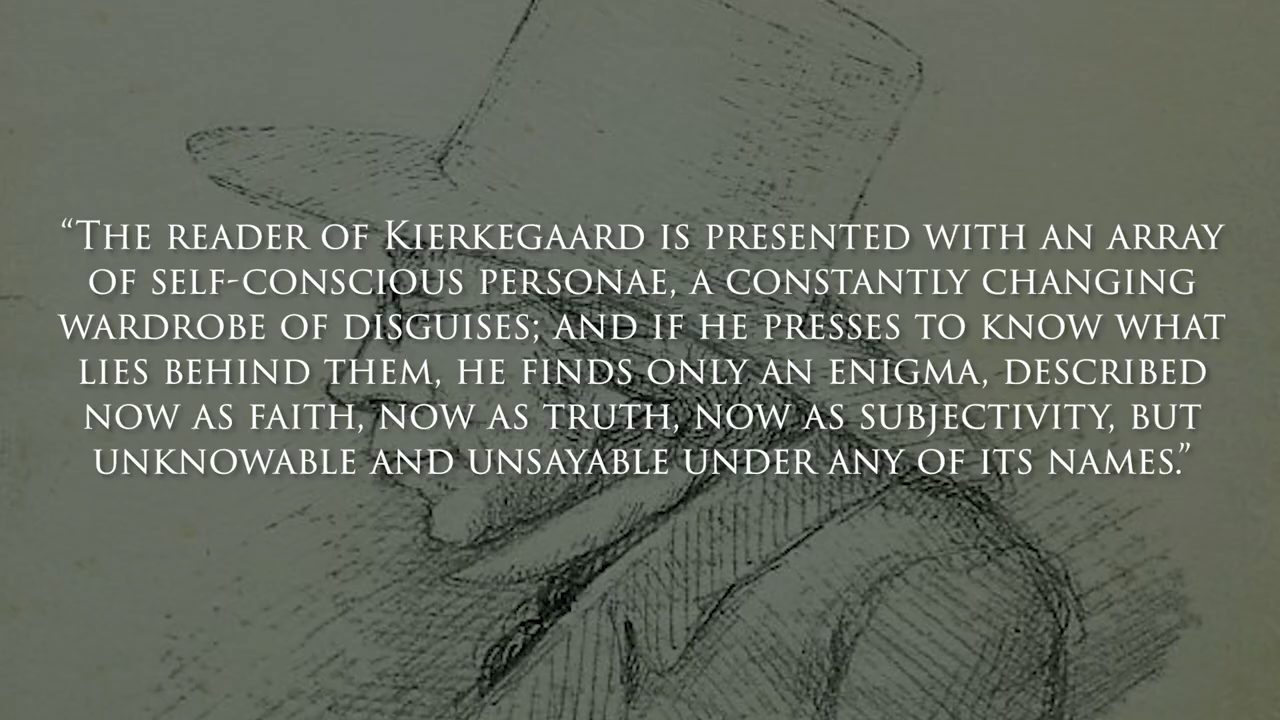 “The reader of Kierkegaard is presented with an array
of self-conscious personae, a constantly changing
wardrobe of disguises; and if he presses to know what
lies behind them, he finds only an enigma, described
now as faith, now as truth, now as subjectivity, but
unknowable and unsayable under any of its names.”